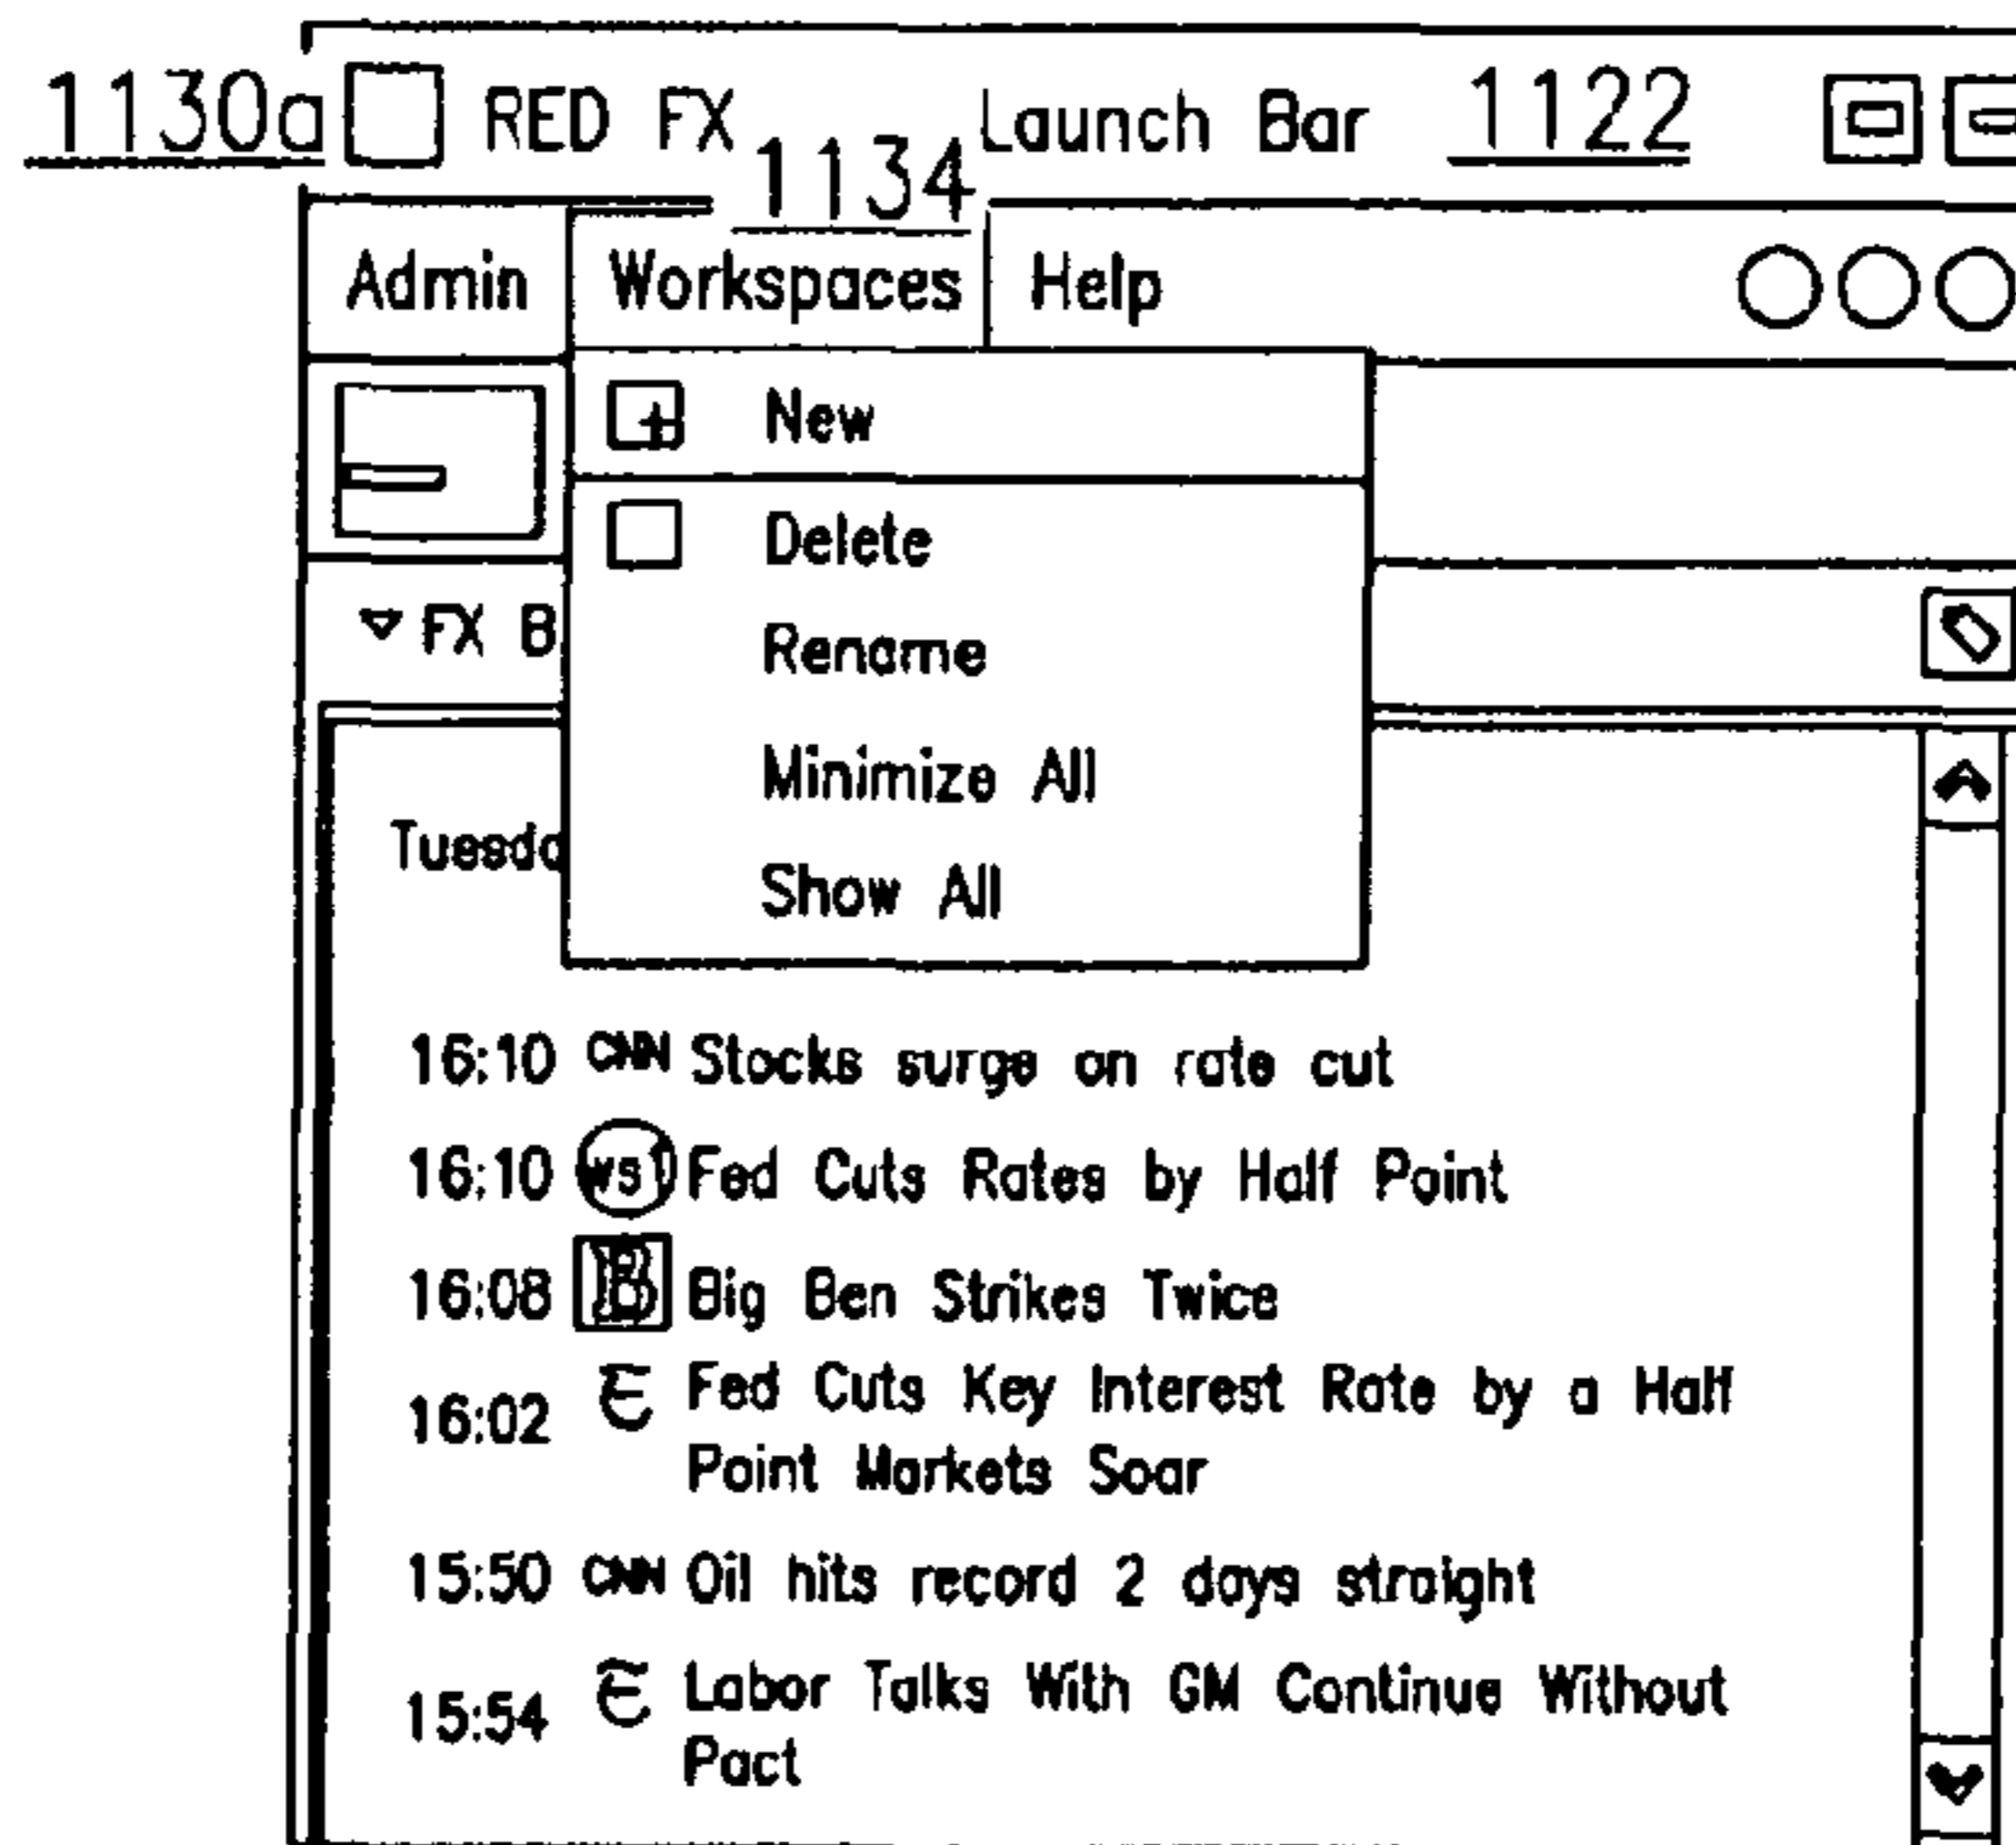 1130a RED FX Launch Bar 1122
1134
Admin Workspaces Help
New
Delete
FX B
Rename
Minimize All
Tuesda
Show All
16:10 CNN Stocks surge on rate cut
16:10 Fed Cuts Rates by Half Point
16:08 Big Ben Strikes Twice
16:02 Fed Cuts Key Interest Rate by a Half
Point Markets Soar
15:50 CNN Oil hits record 2 days straight
15:54 Labor Talks With GM Continue Without
Pact